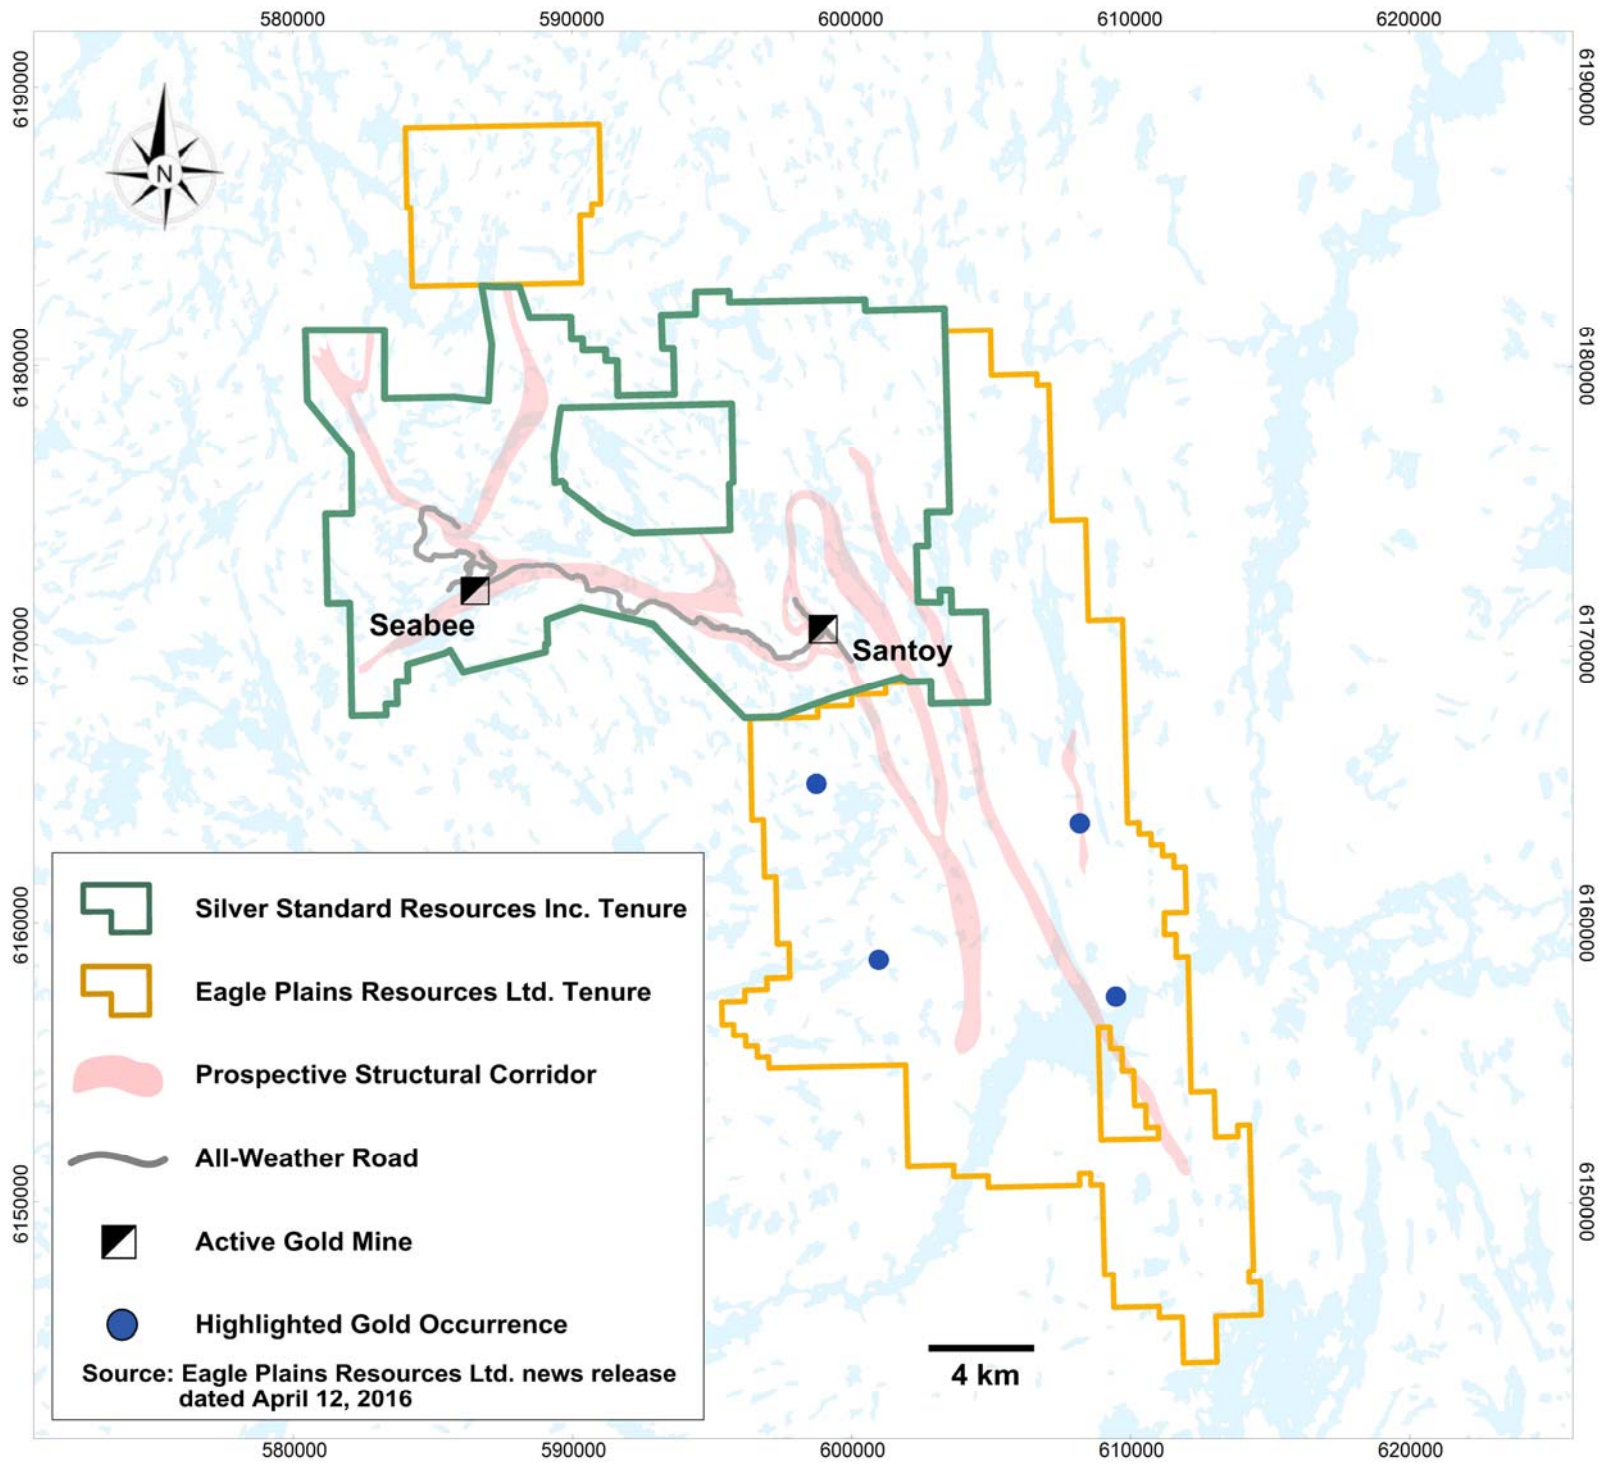 580000 590000 600000 610000 620000
6190000 6190000
N
6180000 6180000
Seabee
Santoy
6170000 6170000
Silver Standard Resources Inc. Tenure
6160000 6160000
Eagle Plains Resources Ltd. Tenure
Prospective Structural Corridor
All-Weather Road
6150000 6150000
Active Gold Mine
Highlighted Gold Occurrence
Source: Eagle Plains Resources Ltd. news release
dated April 12, 2016
4 km
580000 590000 600000 610000 620000